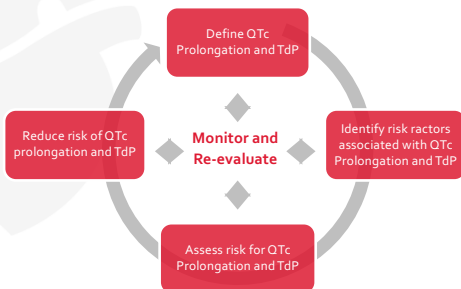 Define QTc
Prolongation and TdP
Reduce risk of QTc
prolongation and TdP
Monitor and
Re-evaluate
Identify risk ractors
associated with QTc
Prolongation and TdP
Assess risk for QTc
Prolongation and TdP